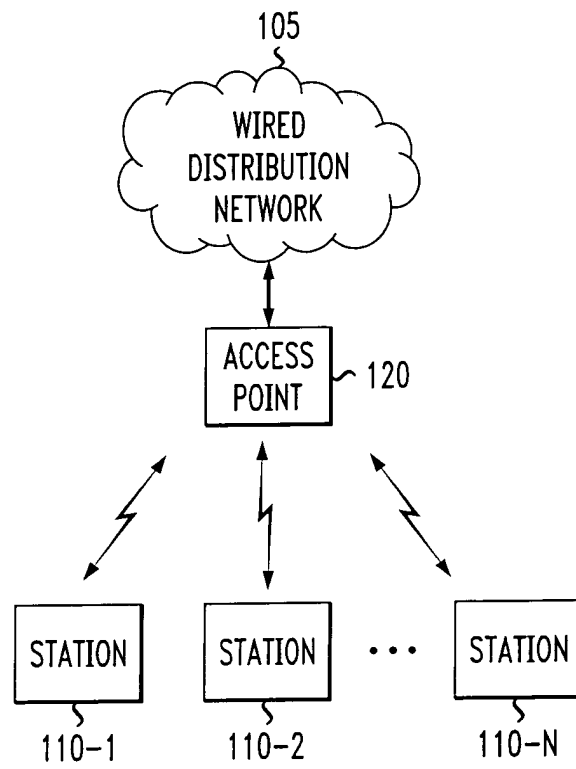 105
WIRED
DISTRIBUTION
NETWORK
ACCESS
POINT
120
STATION
STATION
• • •
STATION
110-1
110-2
110-N